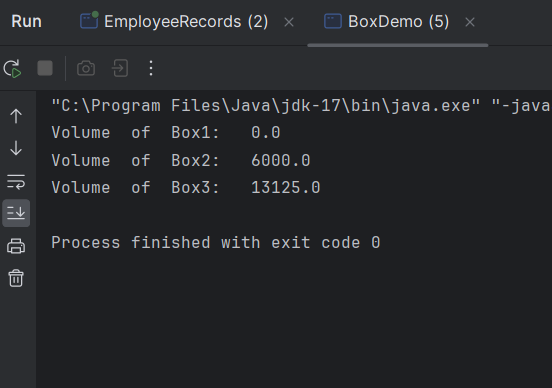 Run EmployeeRecords (2) BoxDemo (5)
"C:\Program Files\Java\jdk-17\bin\java.exe" "-java
Volume  of  Box1:   0.0
Volume  of  Box2:   6000.0
Volume  of  Box3:   13125.0
Process finished with exit code 0